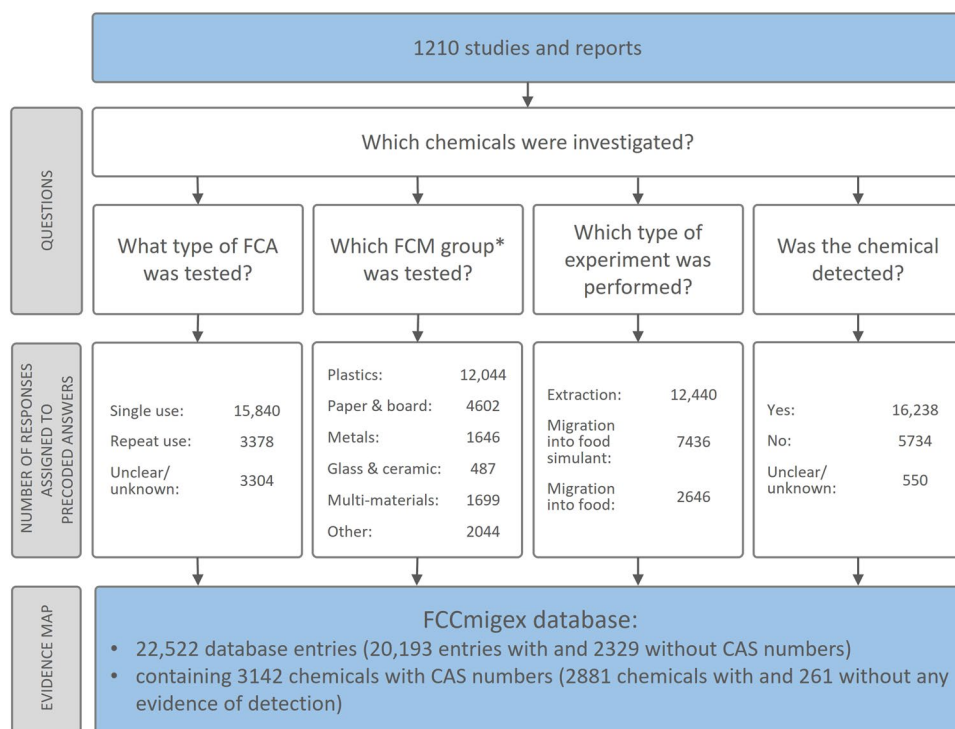 1210 studies and reports
QUESTIONS
Which chemicals were investigated?
What type of FCA
was tested?
Which FCM group*
was tested?
Which type of
experiment was
performed?
Was the chemical
detected?
NUMBER OF RESPONSES
ASSIGNED TO
PRECODED ANSWERS
Single use: 15,840
Repeat use: 3378
Unclear/
unknown: 3304
Plastics: 12,044
Paper & board: 4602
Metals: 1646
Glass & ceramic: 487
Multi-materials: 1699
Other: 2044
Extraction: 12,440
Migration
into food 7436
simulant:
Migration
into food: 2646
Yes: 16,238
No: 5734
Unclear/
unknown: 550
EVIDENCE MAP
FCCmigex database:
• 22,522 database entries (20,193 entries with and 2329 without CAS numbers)
• containing 3142 chemicals with CAS numbers (2881 chemicals with and 261 without any
evidence of detection)